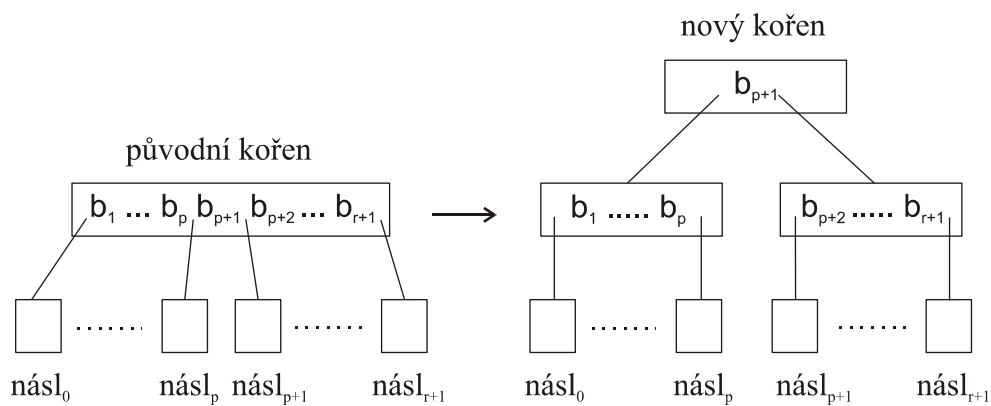 nový kořen
b_{p+1}
původní kořen
b_1 ... b_p b_{p+1} b_{p+2} ... b_{r+1}
b_1 ..... b_p
b_{p+2} ..... b_{r+1}
násl_0 násl_p násl_{p+1} násl_{r+1}
násl_0 násl_p násl_{p+1} násl_{r+1}